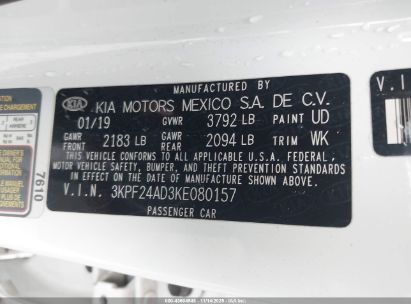 MANUFACTURED BY
KIA KIA MOTORS MEXICO S.A. DE C.V.
01/19 GVWR 3792 LB PAINT UD
GAWR FRONT 2183 LB GAWR REAR 2094 LB TRIM WK
THIS VEHICLE CONFORMS TO ALL APPLICABLE U.S.A. FEDERAL
MOTOR VEHICLE SAFETY, BUMPER, AND THEFT PREVENTION
STANDARDS IN EFFECT ON THE DATE OF MANUFACTURE SHOWN ABOVE.
V.I.N. 3KPF24AD3KE080157
PASSENGER CAR
7610
V.I.N